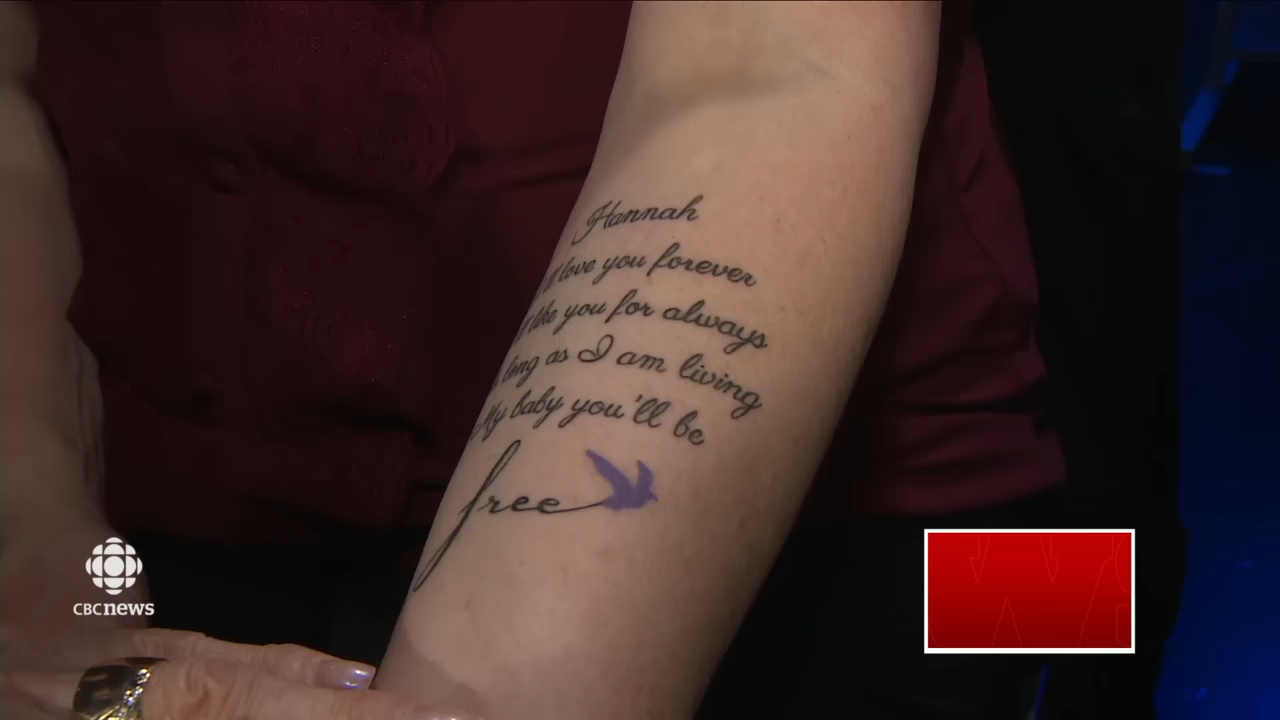 Hannah
I'll love you forever
like you for always
long as I am living
My baby you'll be
free
CBCnews